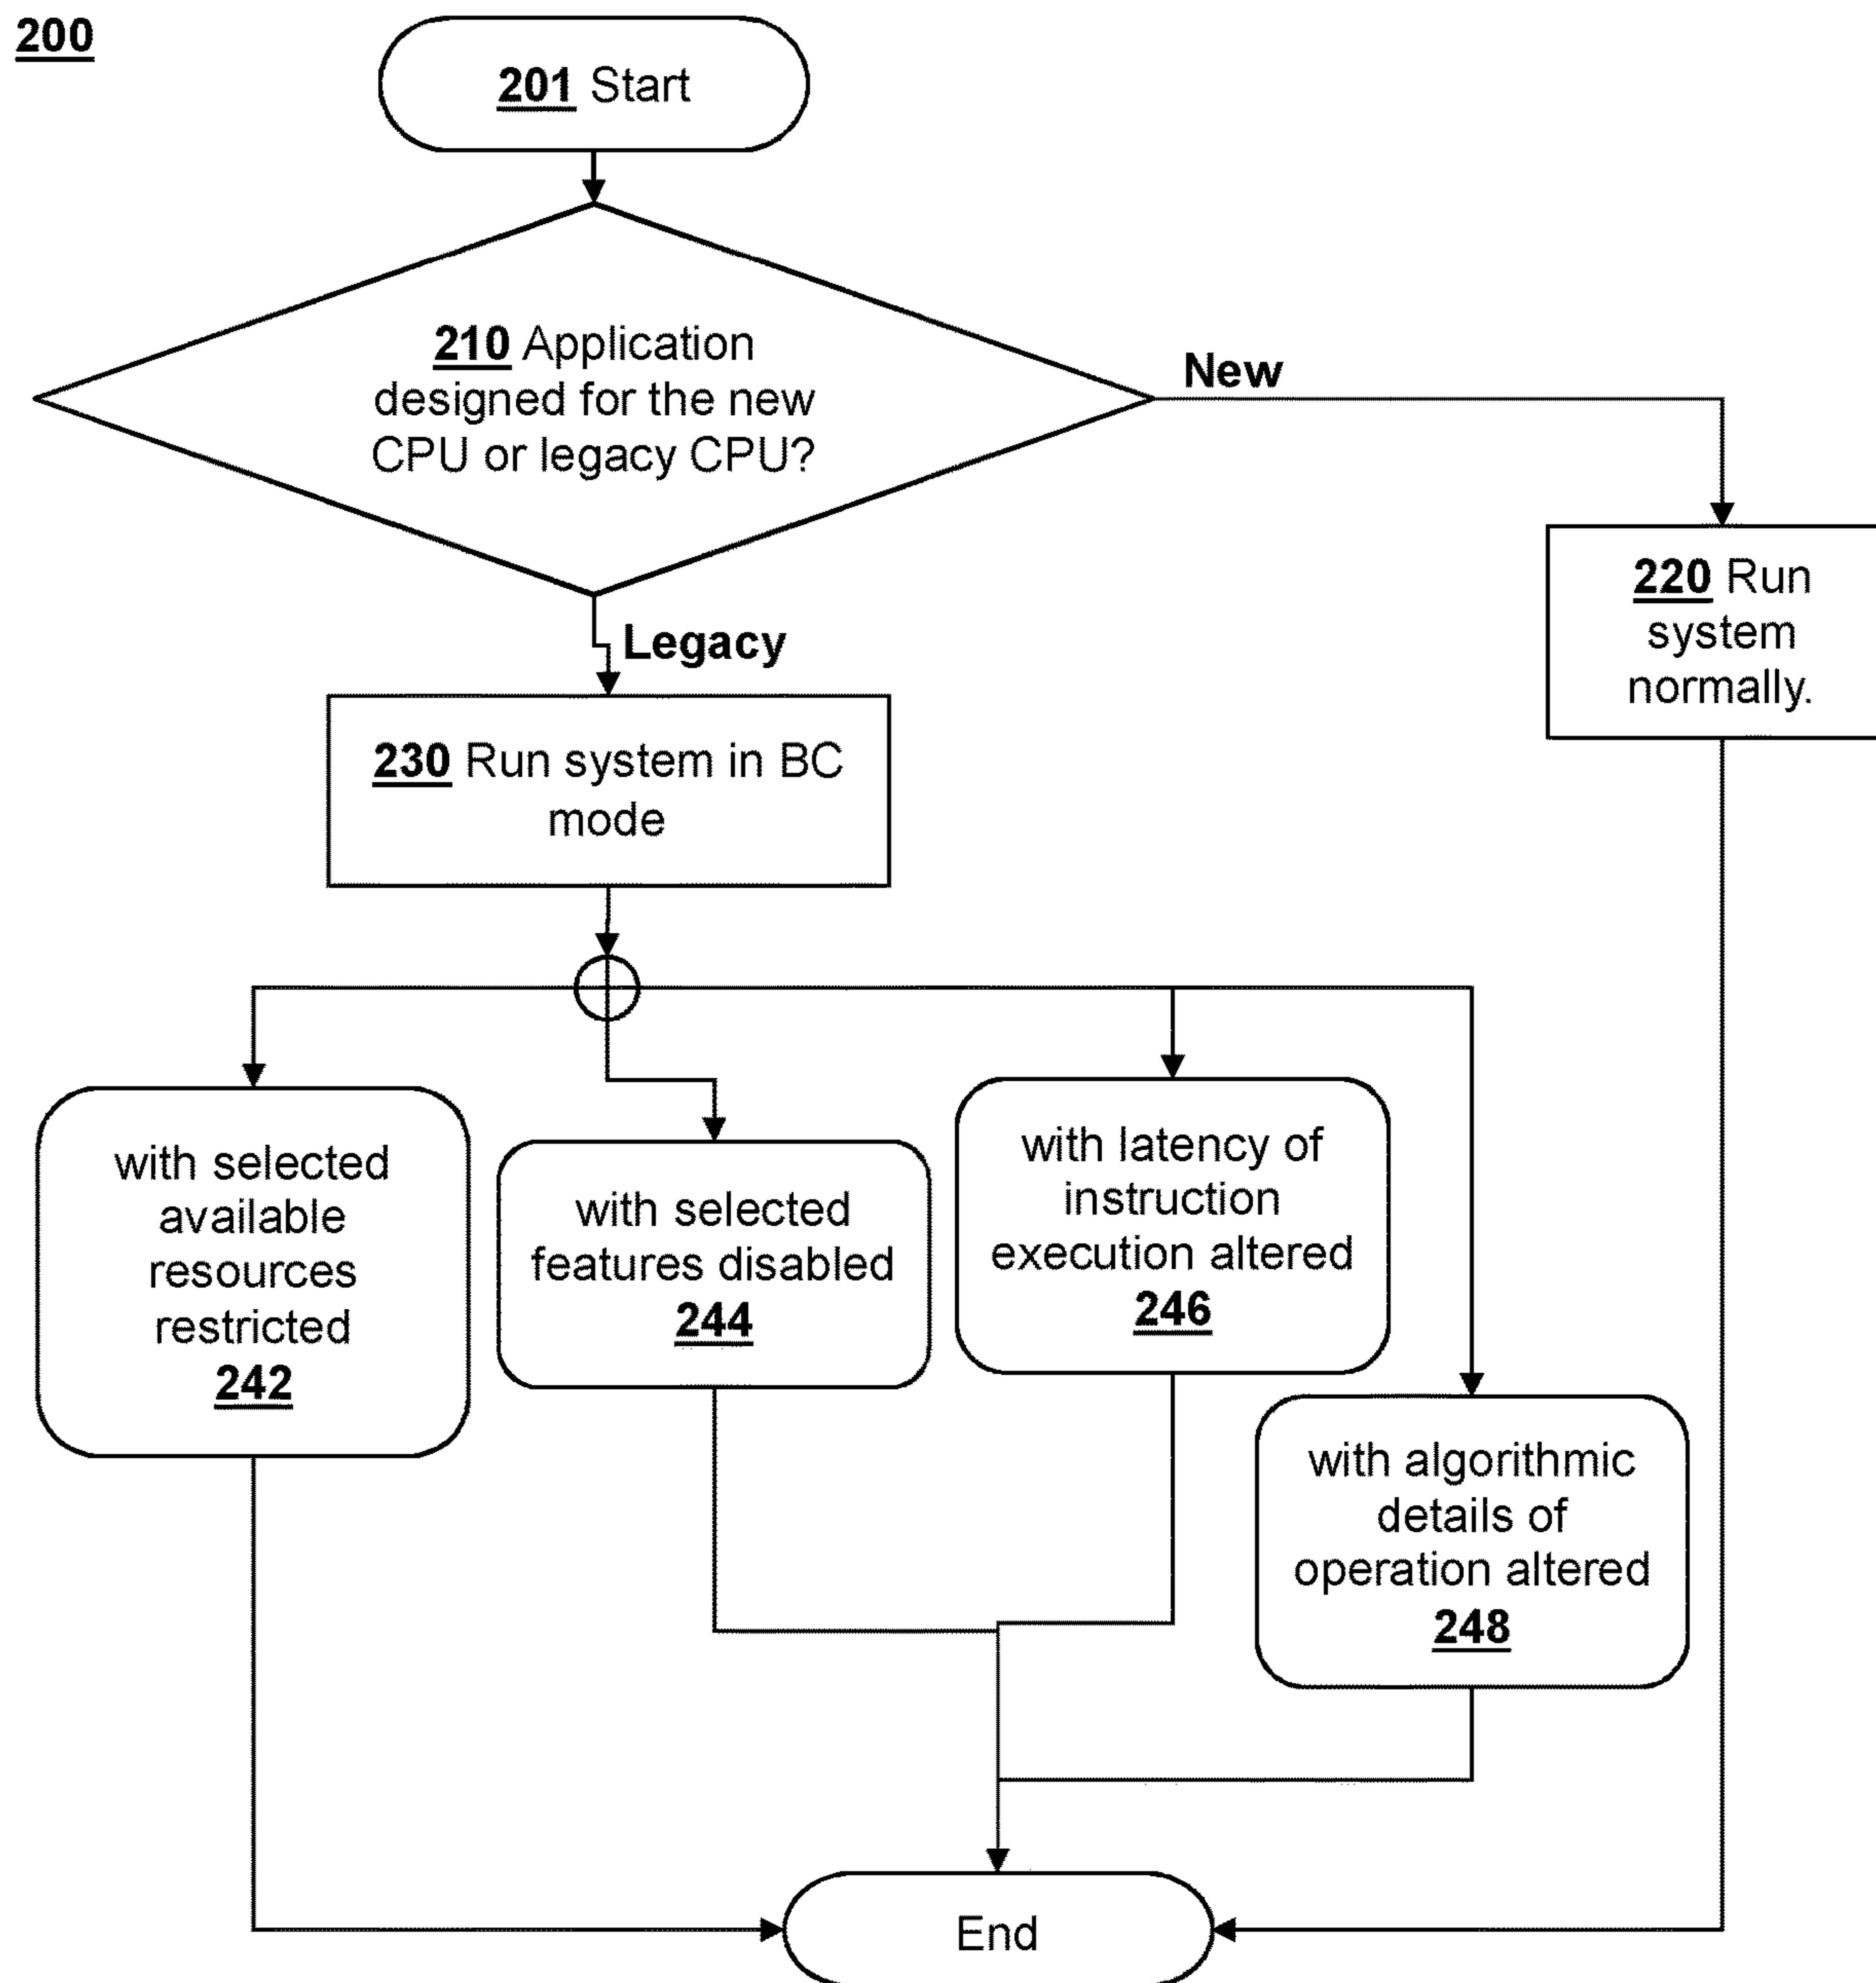 200
201 Start
210 Application
designed for the new
CPU or legacy CPU?
New
220 Run
system
normally.
Legacy
230 Run system in BC
mode
with selected
available
resources
restricted
242
with selected
features disabled
244
with latency of
instruction
execution altered
246
with algorithmic
details of
operation altered
248
End